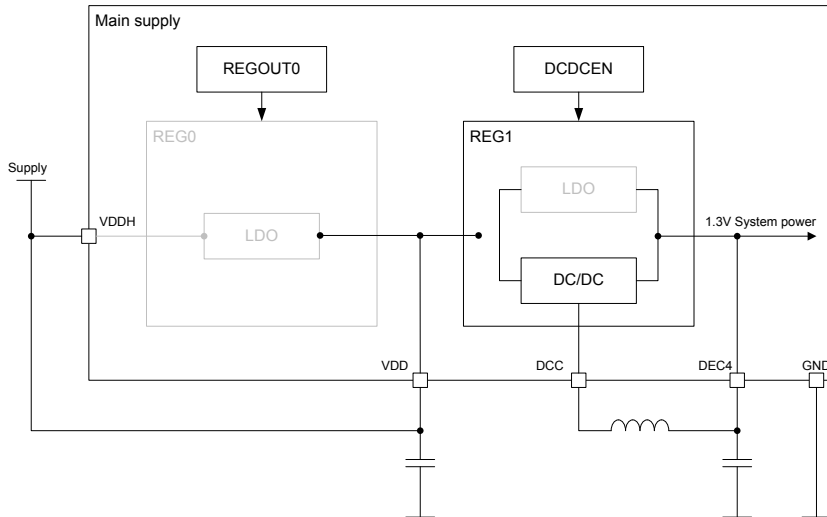 Main supply
REGOUT0
DCDCEN
REG0
REG1
Supply
VDDH
LDO
LDO
1.3V System power
DC/DC
VDD
DCC
DEC4
GND